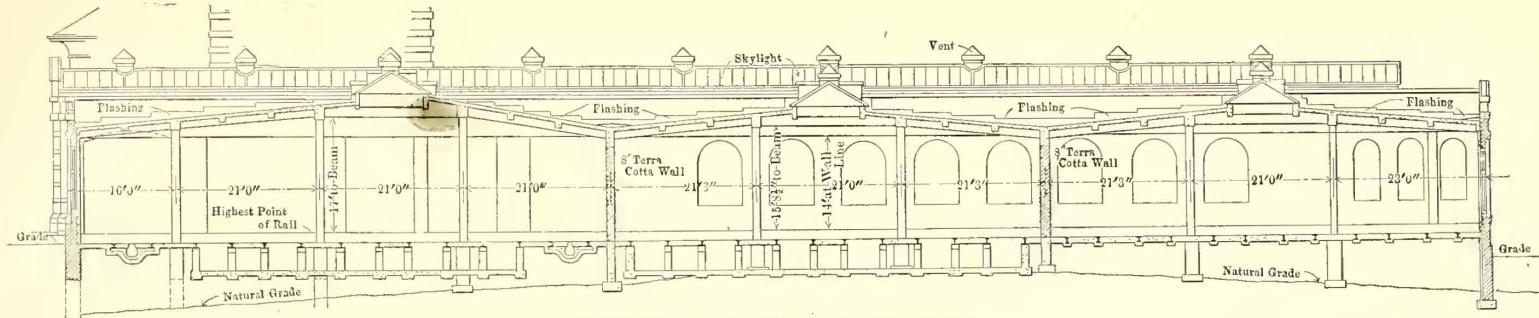 Vent
Skylight
Flashing
Flashing
Flashing
Flashing
8" Terra
Cotta Wall
8" Terra
Cotta Wall
17' to Beam
15' 8½" to Beam
14' at Wall
Line
16'0"
21'0"
21'0"
21'0"
21'3"
21'0"
21'3"
21'3"
21'0"
23'0"
Highest Point
of Rail
Grade
Grade
Natural Grade
Natural Grade